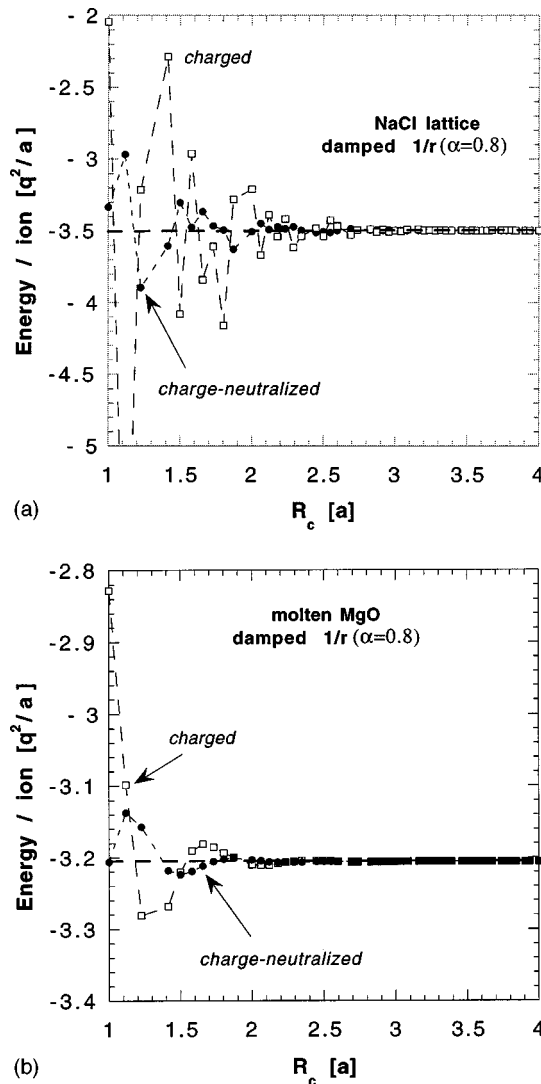 - 2
- 2.5
- 3
- 3.5
- 4
- 4.5
- 5
Energy / ion [q²/a]
charged
NaCl lattice
damped 1/r (α=0.8)
charge-neutralized
1 1.5 2 2.5 3 3.5 4
(a)
R_c [a]
-2.8
-2.9
-3
-3.1
-3.2
-3.3
-3.4
Energy / ion [q²/a]
molten MgO
damped 1/r (α=0.8)
charged
charge-neutralized
1 1.5 2 2.5 3 3.5 4
(b)
R_c [a]